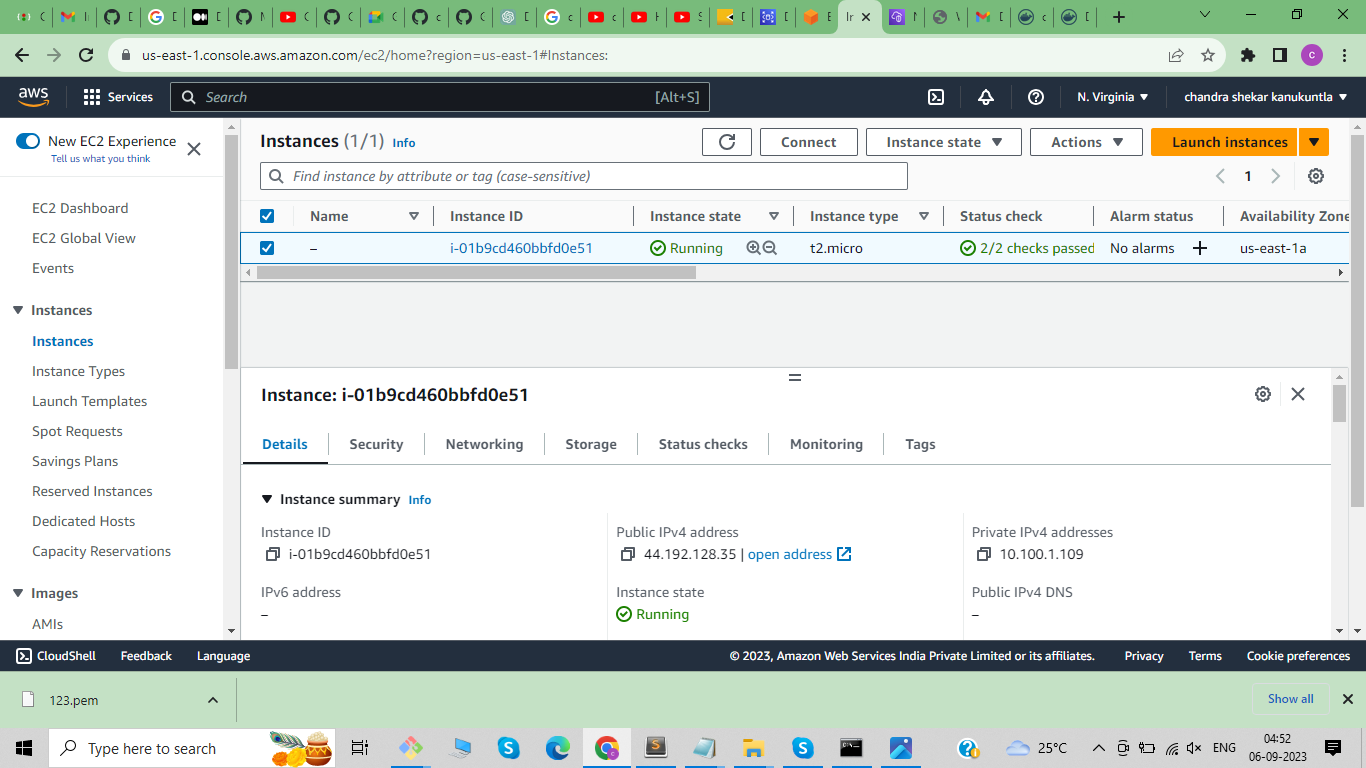 us-east-1.console.aws.amazon.com/ec2/home?region=us-east-1#Instances:
c
aws
Services
Search
[Alt+S]
N. Virginia
chandra shekar kanukuntla
New EC2 Experience
Tell us what you think
EC2 Dashboard
EC2 Global View
Events
Instances
Instances
Instance Types
Launch Templates
Spot Requests
Savings Plans
Reserved Instances
Dedicated Hosts
Capacity Reservations
Images
AMIs
Instances (1/1) Info
Connect
Instance state
Actions
Launch instances
Find instance by attribute or tag (case-sensitive)
1
Name Instance ID Instance state Instance type Status check Alarm status Availability Zone
– i-01b9cd460bbfd0e51 Running t2.micro 2/2 checks passed No alarms us-east-1a
Instance: i-01b9cd460bbfd0e51
Details Security Networking Storage Status checks Monitoring Tags
Instance summary Info
Instance ID
i-01b9cd460bbfd0e51
Public IPv4 address
44.192.128.35 | open address
Private IPv4 addresses
10.100.1.109
IPv6 address
–
Instance state
Running
Public IPv4 DNS
–
CloudShell Feedback Language
© 2023, Amazon Web Services India Private Limited or its affiliates. Privacy Terms Cookie preferences
123.pem
Show all
Type here to search
25°C
ENG
04:52
06-09-2023